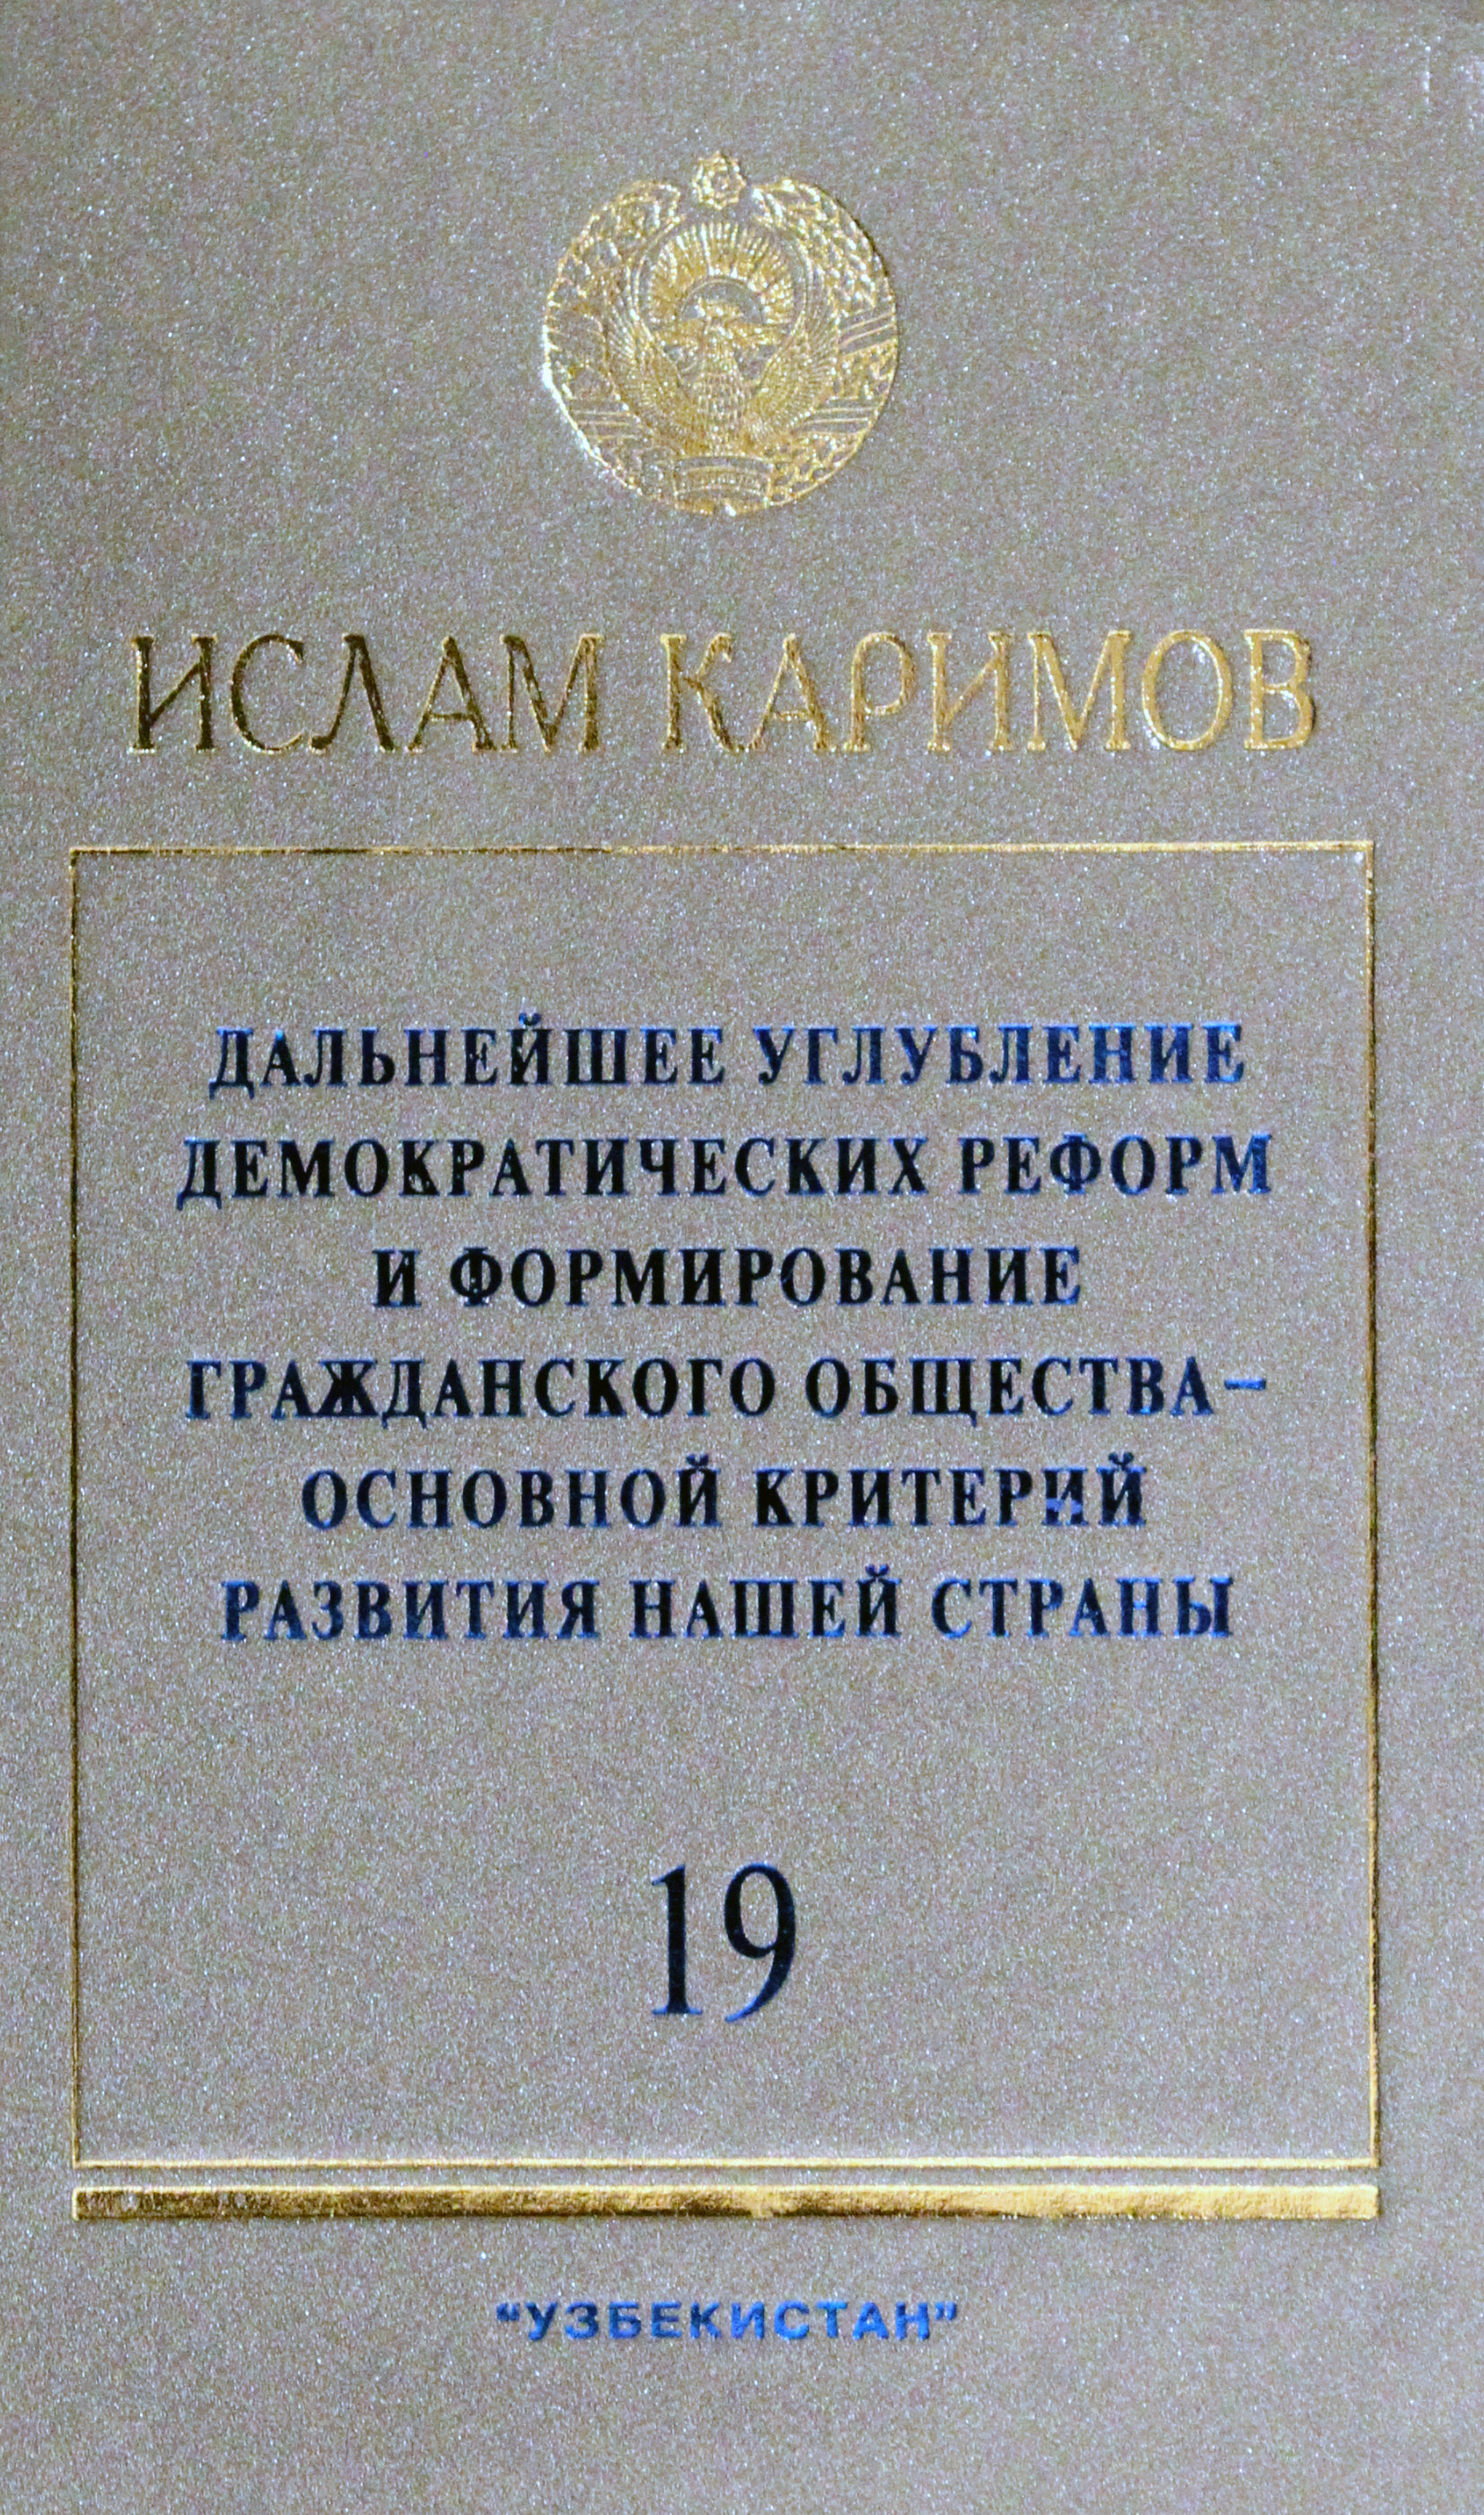 ИСЛАМ КАРИМОВ
ДАЛЬНЕЙШЕЕ УГЛУБЛЕНИЕ
ДЕМОКРАТИЧЕСКИХ РЕФОРМ
И ФОРМИРОВАНИЕ
ГРАЖДАНСКОГО ОБЩЕСТВА–
ОСНОВНОЙ КРИТЕРИЙ
РАЗВИТИЯ НАШЕЙ СТРАНЫ
19
"УЗБЕКИСТАН"